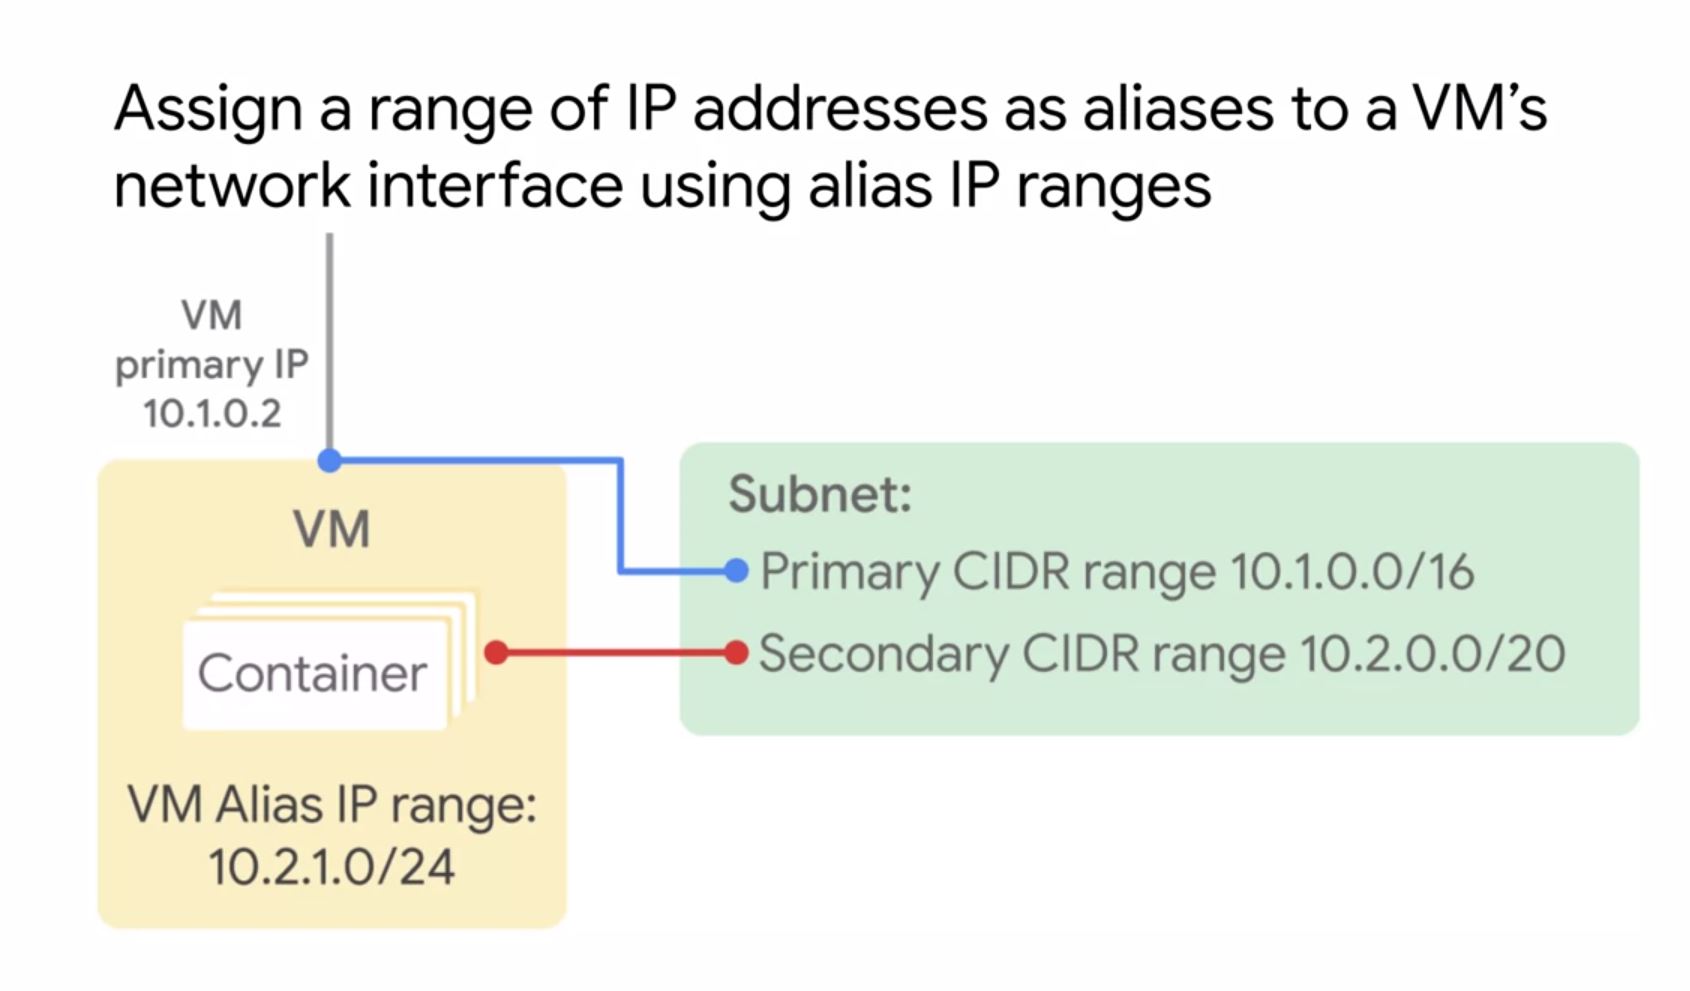 Assign a range of IP addresses as aliases to a VM’s
network interface using alias IP ranges
VM
primary IP
10.1.0.2
VM
Container
VM Alias IP range:
10.2.1.0/24
Subnet:
Primary CIDR range 10.1.0.0/16
Secondary CIDR range 10.2.0.0/20